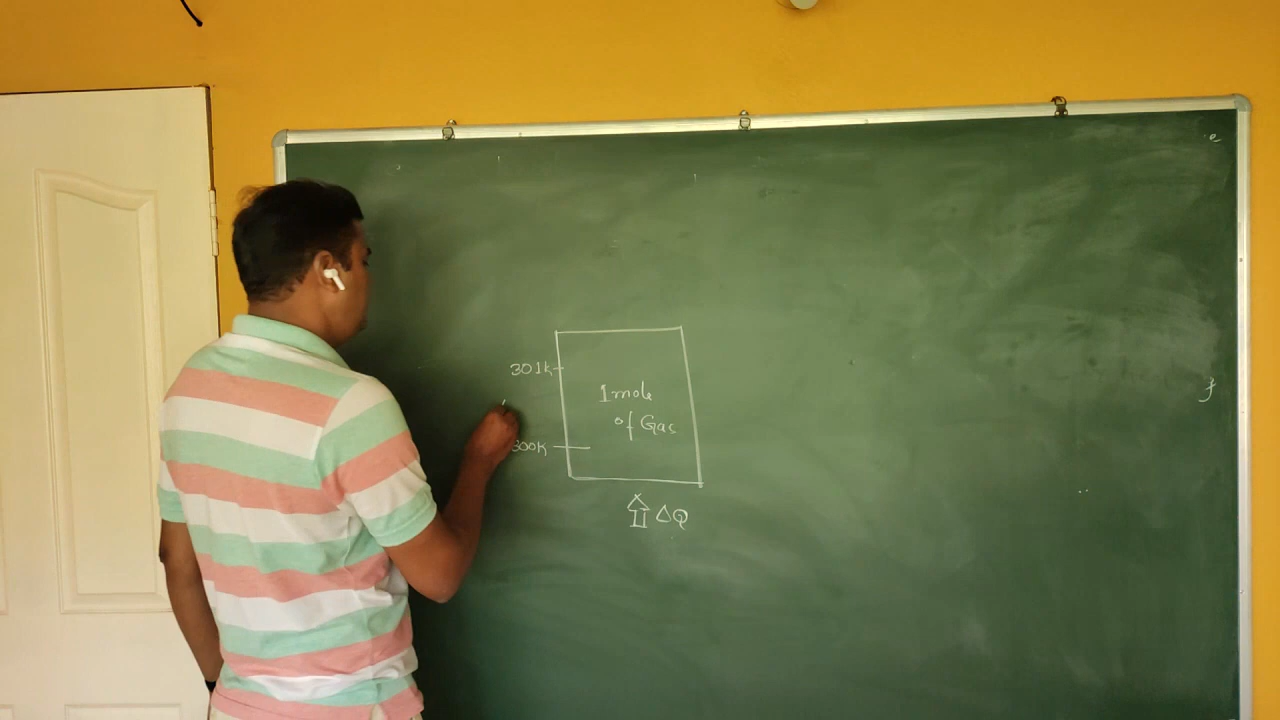 301k
1 mole
of Gas
300k
⇧ ΔQ